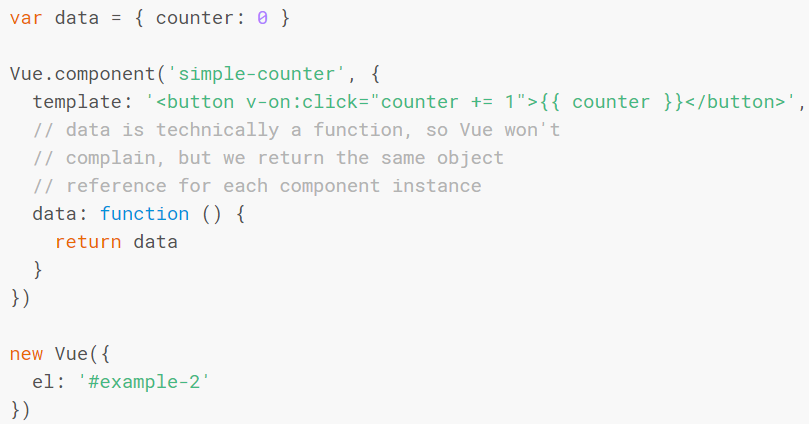 var data = { counter: 0 }
Vue.component('simple-counter', {
template: '<button v-on:click="counter += 1">{{ counter }}</button>',
// data is technically a function, so Vue won't
// complain, but we return the same object
// reference for each component instance
data: function () {
return data
}
})
new Vue({
el: '#example-2'
})